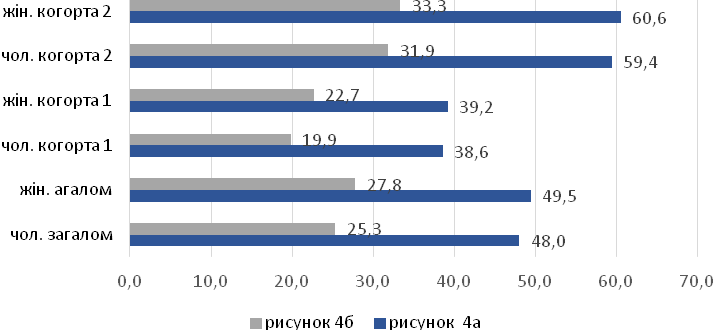 жін. когорта 2 33,3 60,6
чол. когорта 2 31,9 59,4
жін. когорта 1 22,7 39,2
чол. когорта 1 19,9 38,6
жін. агалом 27,8 49,5
чол. загалом 25,3 48,0
0,0 10,0 20,0 30,0 40,0 50,0 60,0 70,0
рисунок 4б рисунок 4а